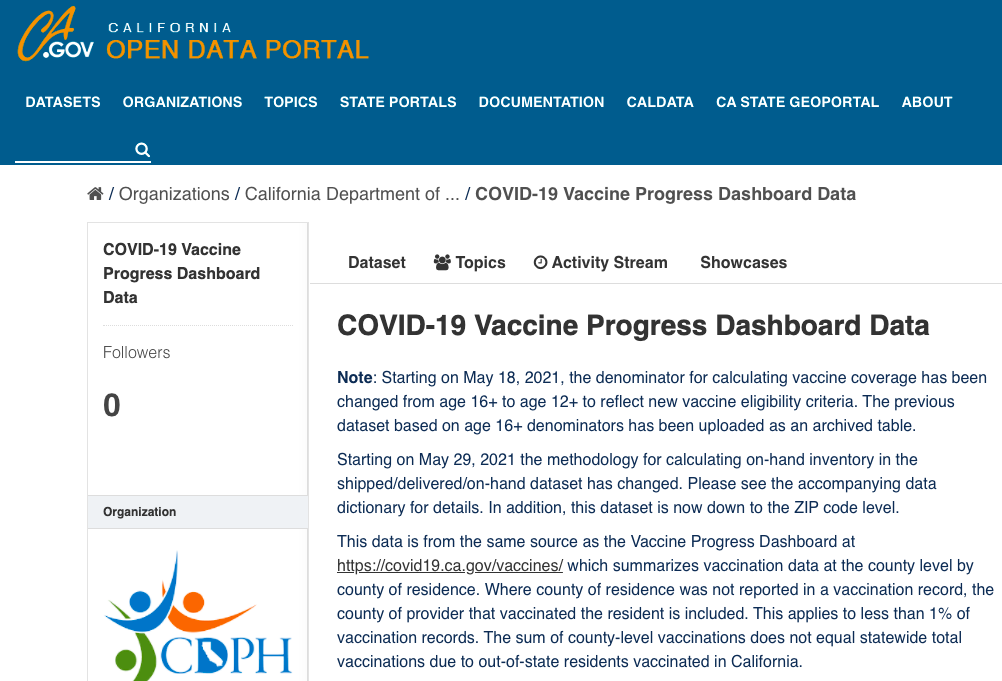 CA
.GOV
CALIFORNIA
OPEN DATA PORTAL
DATASETS ORGANIZATIONS TOPICS STATE PORTALS DOCUMENTATION CALDATA CA STATE GEOPORTAL ABOUT
/ Organizations / California Department of ... / COVID-19 Vaccine Progress Dashboard Data
COVID-19 Vaccine
Progress Dashboard
Data
Followers
0
Organization
CDPH
Dataset Topics Activity Stream Showcases
COVID-19 Vaccine Progress Dashboard Data
Note: Starting on May 18, 2021, the denominator for calculating vaccine coverage has been
changed from age 16+ to age 12+ to reflect new vaccine eligibility criteria. The previous
dataset based on age 16+ denominators has been uploaded as an archived table.
Starting on May 29, 2021 the methodology for calculating on-hand inventory in the
shipped/delivered/on-hand dataset has changed. Please see the accompanying data
dictionary for details. In addition, this dataset is now down to the ZIP code level.
This data is from the same source as the Vaccine Progress Dashboard at
https://covid19.ca.gov/vaccines/ which summarizes vaccination data at the county level by
county of residence. Where county of residence was not reported in a vaccination record, the
county of provider that vaccinated the resident is included. This applies to less than 1% of
vaccination records. The sum of county-level vaccinations does not equal statewide total
vaccinations due to out-of-state residents vaccinated in California.